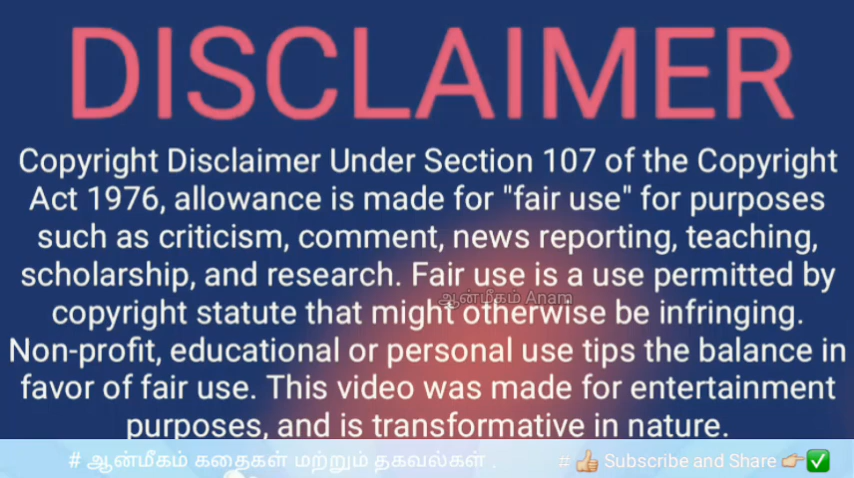 DISCLAIMER
Copyright Disclaimer Under Section 107 of the Copyright
Act 1976, allowance is made for "fair use" for purposes
such as criticism, comment, news reporting, teaching,
scholarship, and research. Fair use is a use permitted by
ஆன்மீகம் Anam
copyright statute that might otherwise be infringing.
Non-profit, educational or personal use tips the balance in
favor of fair use. This video was made for entertainment
purposes, and is transformative in nature.
# ஆன்மீகம் கதைகள் மற்றும் தகவல்கள் . # 👍 Subscribe and Share 👉✅